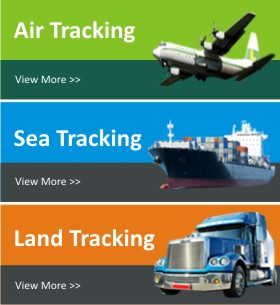 Air Tracking
View More >>
Sea Tracking
View More >>
Land Tracking
View More >>